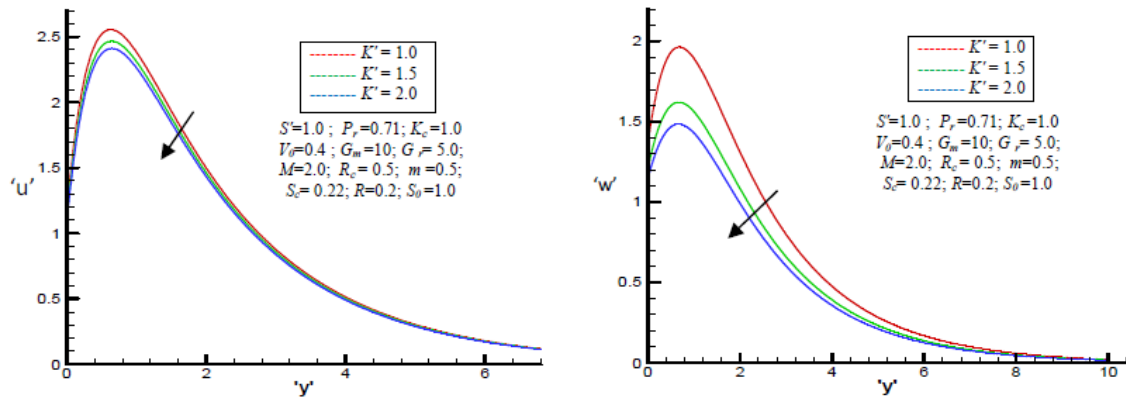 2.5
2
1.5
1
0.5
0
0
2
4
6
'u'
'y'
K' = 1.0
K' = 1.5
K' = 2.0
S'=1.0 ; Pr =0.71; Kc =1.0
V0=0.4 ; Gm =10; G r= 5.0;
M=2.0; Rc = 0.5; m =0.5;
Sc= 0.22; R=0.2; S0 =1.0
2
1.5
1
0.5
0
0
2
4
6
8
10
'w'
'y'
K' = 1.0
K' = 1.5
K' = 2.0
S'=1.0 ; Pr =0.71; Kc =1.0
V0=0.4 ; Gm =10; G r= 5.0;
M=2.0; Rc = 0.5; m =0.5;
Sc= 0.22; R=0.2; S0 =1.0